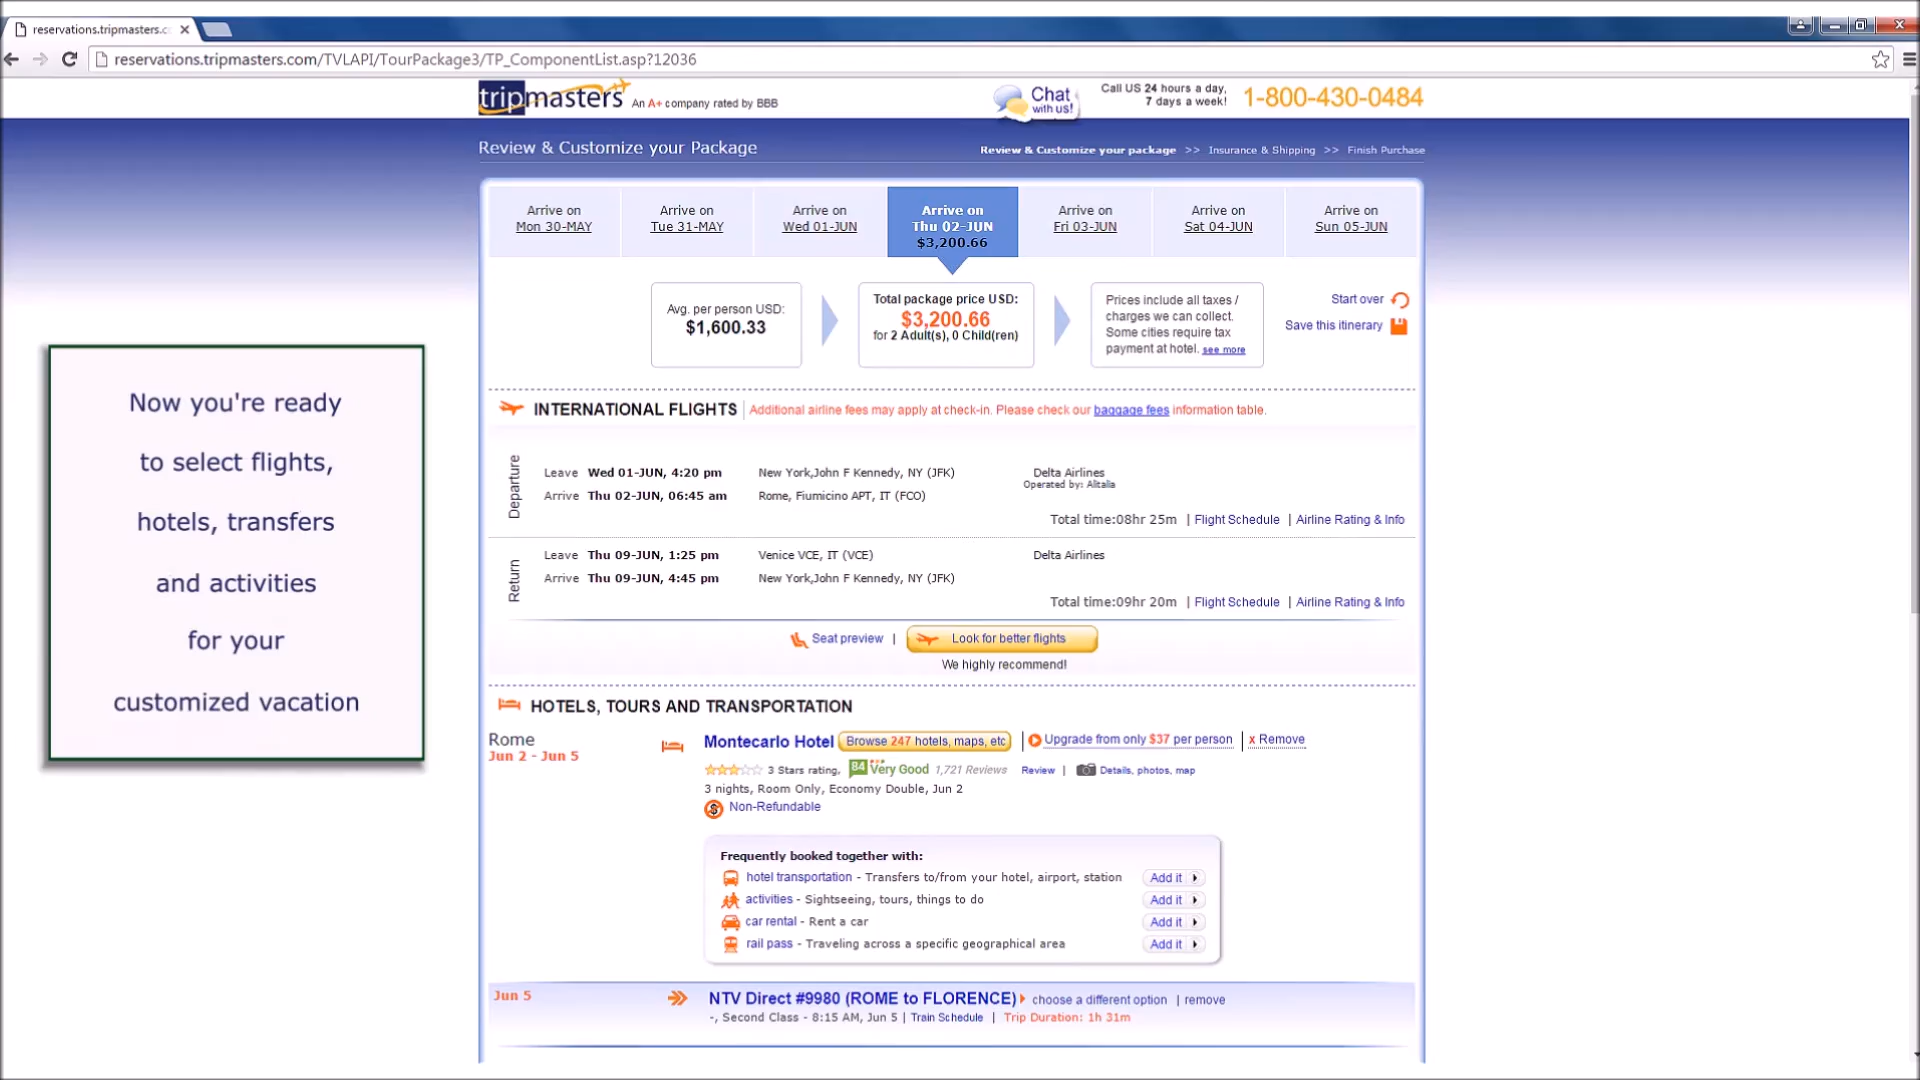 reservations.tripmasters.c
reservations.tripmasters.com/TVLAPI/TourPackage3/TP_ComponentList.asp?12036
tripmasters An A+ company rated by BBB
Chat with us!
Call US 24 hours a day,
7 days a week!
1-800-430-0484
Review & Customize your Package
Review & Customize your package >> Insurance & Shipping >> Finish Purchase
Arrive on
Mon 30-MAY
Arrive on
Tue 31-MAY
Arrive on
Wed 01-JUN
Arrive on
Thu 02-JUN
$3,200.66
Arrive on
Fri 03-JUN
Arrive on
Sat 04-JUN
Arrive on
Sun 05-JUN
Avg. per person USD:
$1,600.33
Total package price USD:
$3,200.66
for 2 Adult(s), 0 Child(ren)
Prices include all taxes /
charges we can collect.
Some cities require tax
payment at hotel. see more
Start over
Save this itinerary
Now you're ready
to select flights,
hotels, transfers
and activities
for your
customized vacation
INTERNATIONAL FLIGHTS | Additional airline fees may apply at check-in. Please check our baggage fees information table.
Departure
Leave Wed 01-JUN, 4:20 pm New York,John F Kennedy, NY (JFK) Delta Airlines
Operated by: Alitalia
Arrive Thu 02-JUN, 06:45 am Rome, Fiumicino APT, IT (FCO)
Total time:08hr 25m | Flight Schedule | Airline Rating & Info
Return
Leave Thu 09-JUN, 1:25 pm Venice VCE, IT (VCE) Delta Airlines
Arrive Thu 09-JUN, 4:45 pm New York,John F Kennedy, NY (JFK)
Total time:09hr 20m | Flight Schedule | Airline Rating & Info
Seat preview | Look for better flights
We highly recommend!
HOTELS, TOURS AND TRANSPORTATION
Rome
Jun 2 - Jun 5
Montecarlo Hotel Browse 247 hotels, maps, etc | Upgrade from only $37 per person | x Remove
3 Stars rating, 84 Very Good 1,721 Reviews Review | Details, photos, map
3 nights, Room Only, Economy Double, Jun 2
Non-Refundable
Frequently booked together with:
hotel transportation - Transfers to/from your hotel, airport, station Add it
activities - Sightseeing, tours, things to do Add it
car rental - Rent a car Add it
rail pass - Traveling across a specific geographical area Add it
Jun 5
NTV Direct #9980 (ROME to FLORENCE) choose a different option | remove
-, Second Class - 8:15 AM, Jun 5 | Train Schedule | Trip Duration: 1h 31m